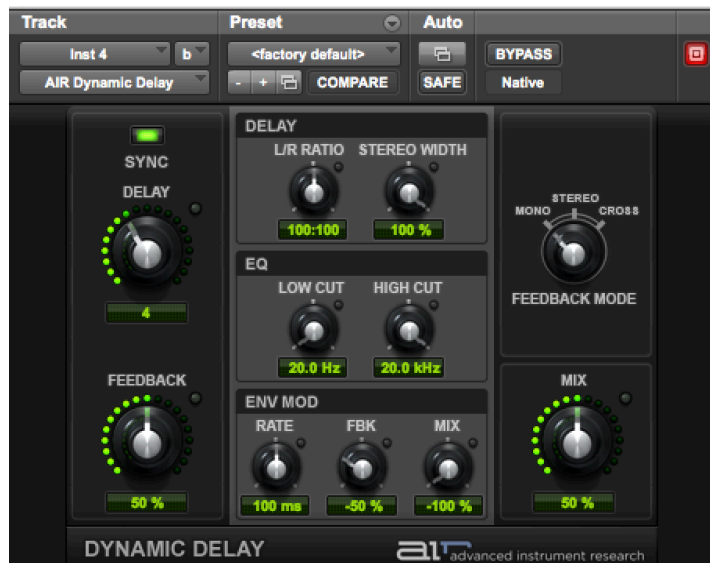 Track Preset Auto
Inst 4 b <factory default> BYPASS
AIR Dynamic Delay - + COMPARE SAFE Native
SYNC
DELAY
4
FEEDBACK
50 %
DELAY
L/R RATIO STEREO WIDTH
100:100 100 %
EQ
LOW CUT HIGH CUT
20.0 Hz 20.0 kHz
ENV MOD
RATE FBK MIX
100 ms -50 % -100 %
STEREO
MONO CROSS
FEEDBACK MODE
MIX
50 %
DYNAMIC DELAY air advanced instrument research